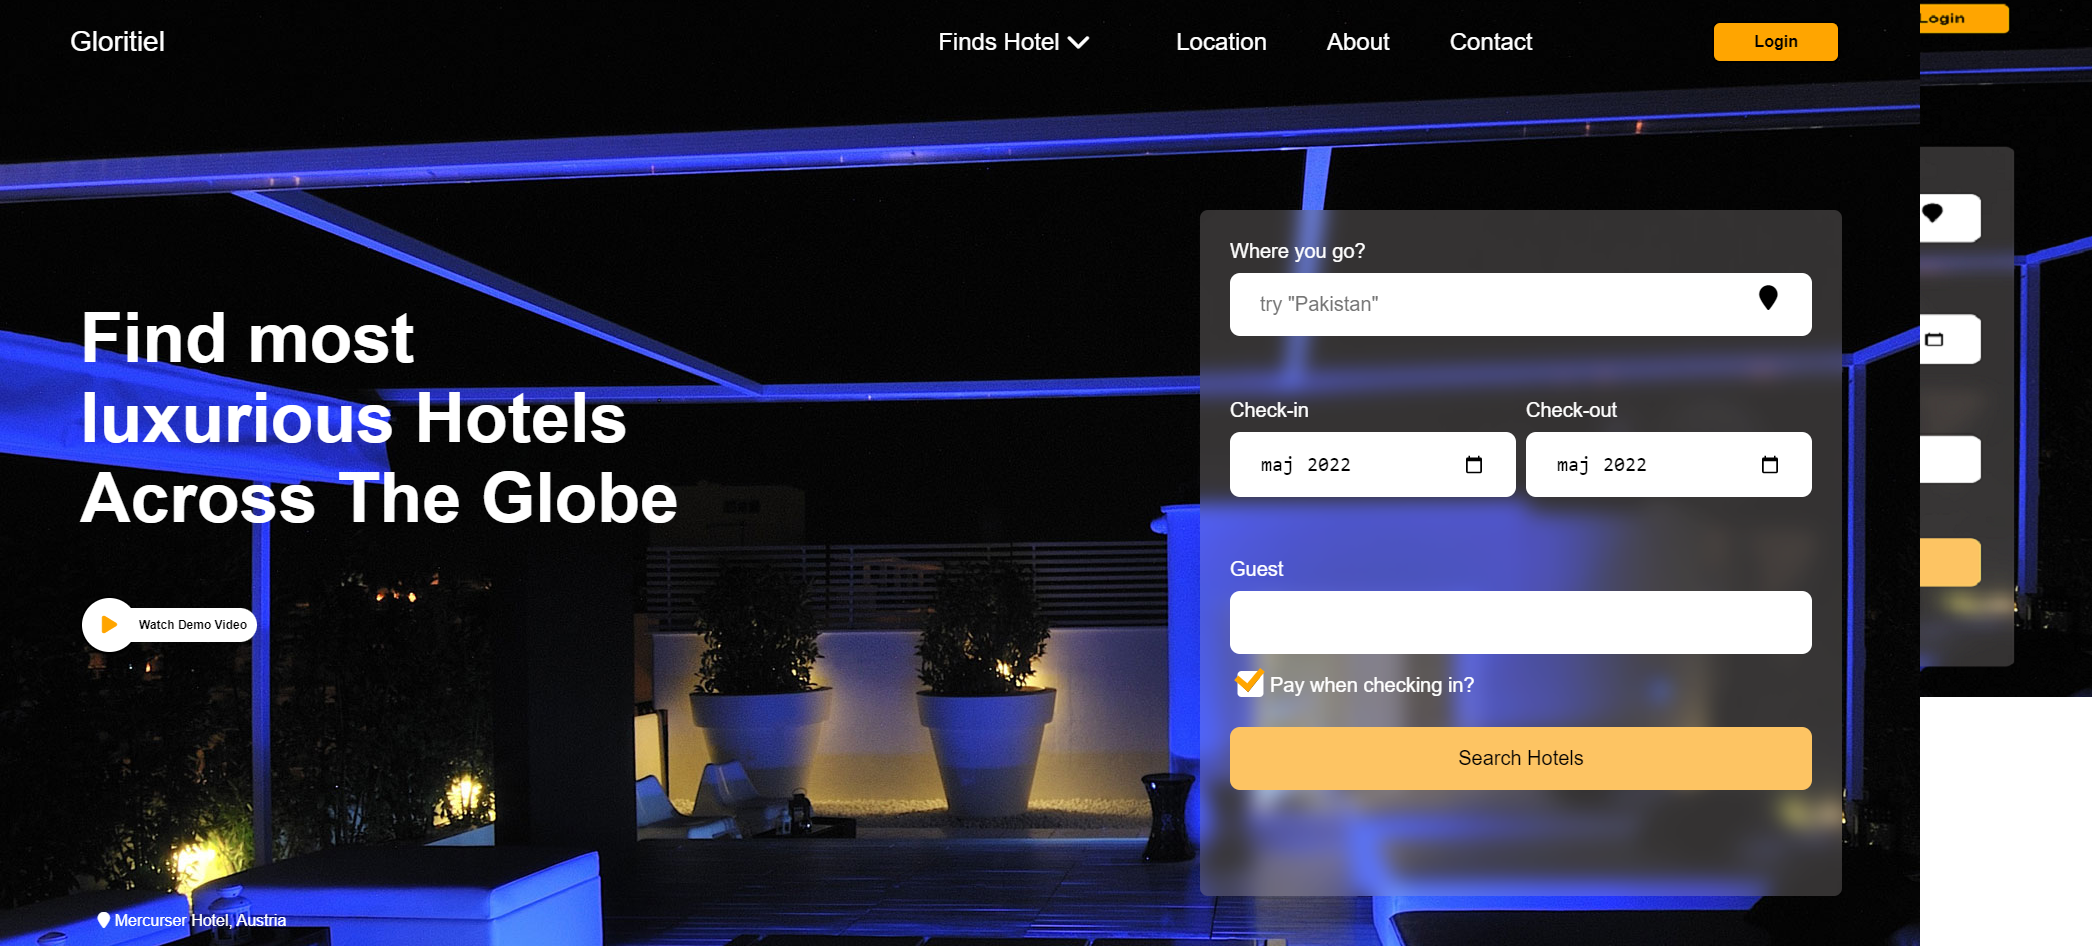 Gloritiel
Finds Hotel
Location
About
Contact
Login
Login
Find most
luxurious Hotels
Across The Globe
Watch Demo Video
Mercurser Hotel, Austria
Where you go?
try "Pakistan"
Check-in
Check-out
maj 2022
maj 2022
Guest
Pay when checking in?
Search Hotels